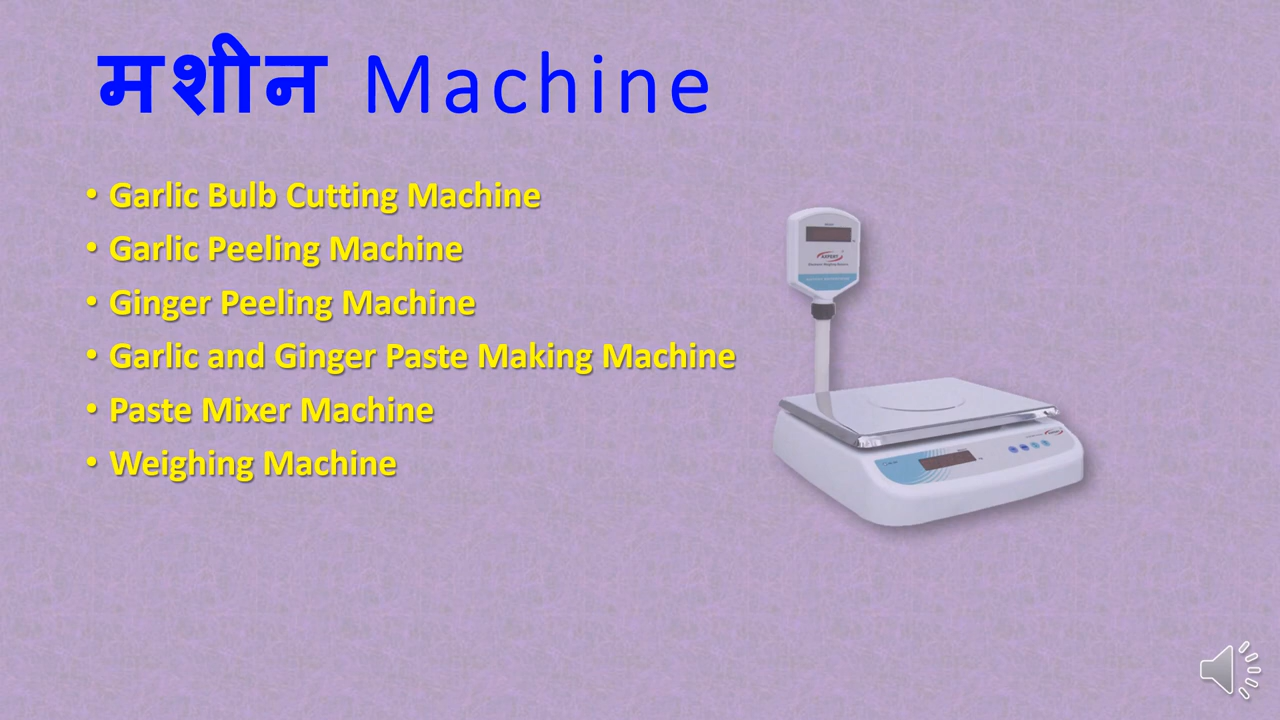 मशीन Machine
• Garlic Bulb Cutting Machine
• Garlic Peeling Machine
• Ginger Peeling Machine
• Garlic and Ginger Paste Making Machine
• Paste Mixer Machine
• Weighing Machine